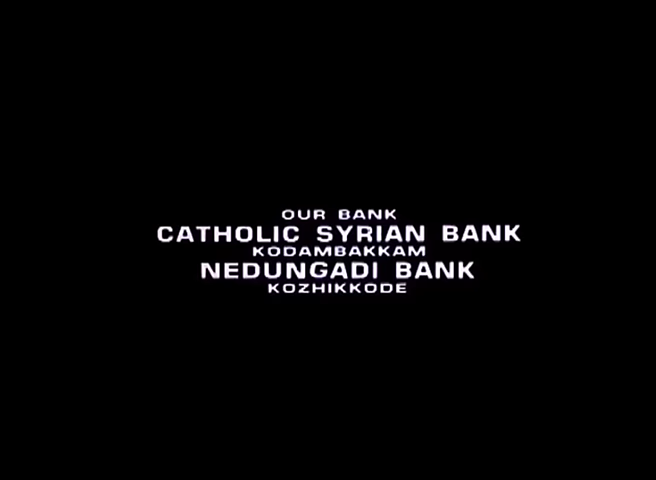 OUR BANK
CATHOLIC SYRIAN BANK
KODAMBAKKAM
NEDUNGADI BANK
KOZHIKKODE